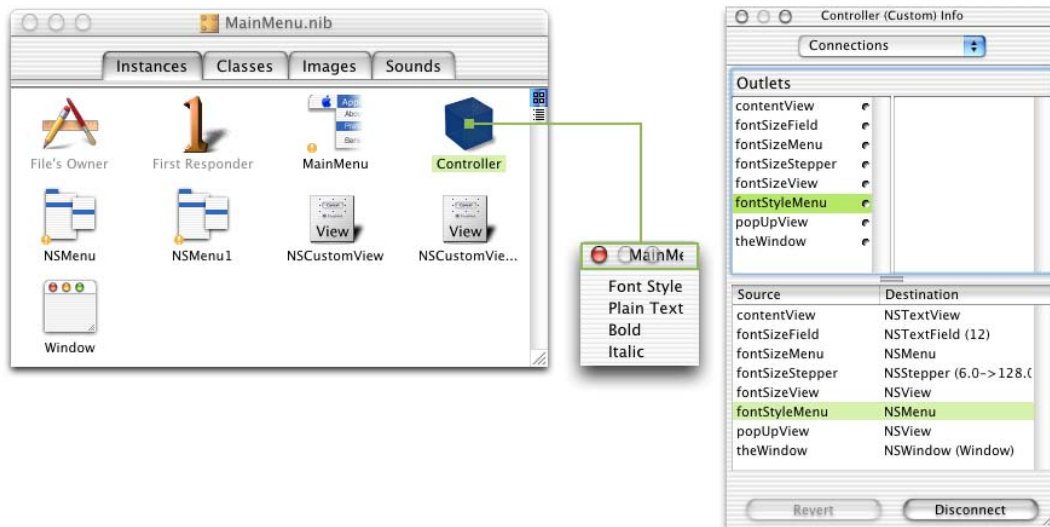 MainMenu.nib
Instances Classes Images Sounds
File's Owner First Responder MainMenu Controller
NSMenu NSMenu1 NSCustomView NSCustomVie...
View View
Window
MainMe
Font Style
Plain Text
Bold
Italic
Controller (Custom) Info
Connections
Outlets
contentView
fontSizeField
fontSizeMenu
fontSizeStepper
fontSizeView
fontStyleMenu
popUpView
theWindow
Source Destination
contentView NSTextView
fontSizeField NSTextField (12)
fontSizeMenu NSMenu
fontSizeStepper NSStepper (6.0->128.0
fontSizeView NSView
fontStyleMenu NSMenu
popUpView NSView
theWindow NSWindow (Window)
Revert Disconnect